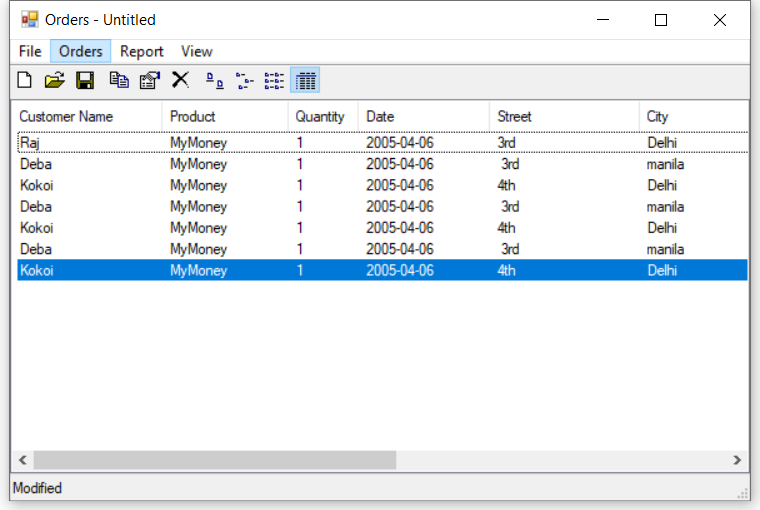 Orders - Untitled
File Orders Report View
Customer Name Product Quantity Date Street City
Raj MyMoney 1 2005-04-06 3rd Delhi
Deba MyMoney 1 2005-04-06 3rd manila
Kokoi MyMoney 1 2005-04-06 4th Delhi
Deba MyMoney 1 2005-04-06 3rd manila
Kokoi MyMoney 1 2005-04-06 4th Delhi
Deba MyMoney 1 2005-04-06 3rd manila
Kokoi MyMoney 1 2005-04-06 4th Delhi
Modified